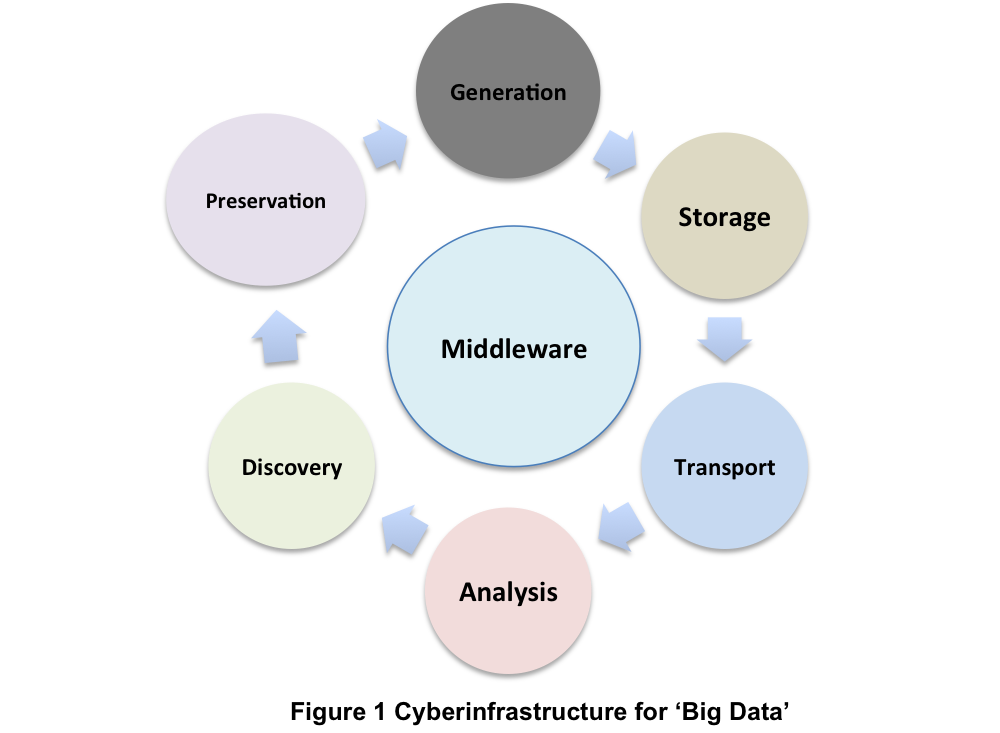 Generation
Storage
Transport
Analysis
Discovery
Preservation
Middleware
Figure 1 Cyberinfrastructure for ‘Big Data’